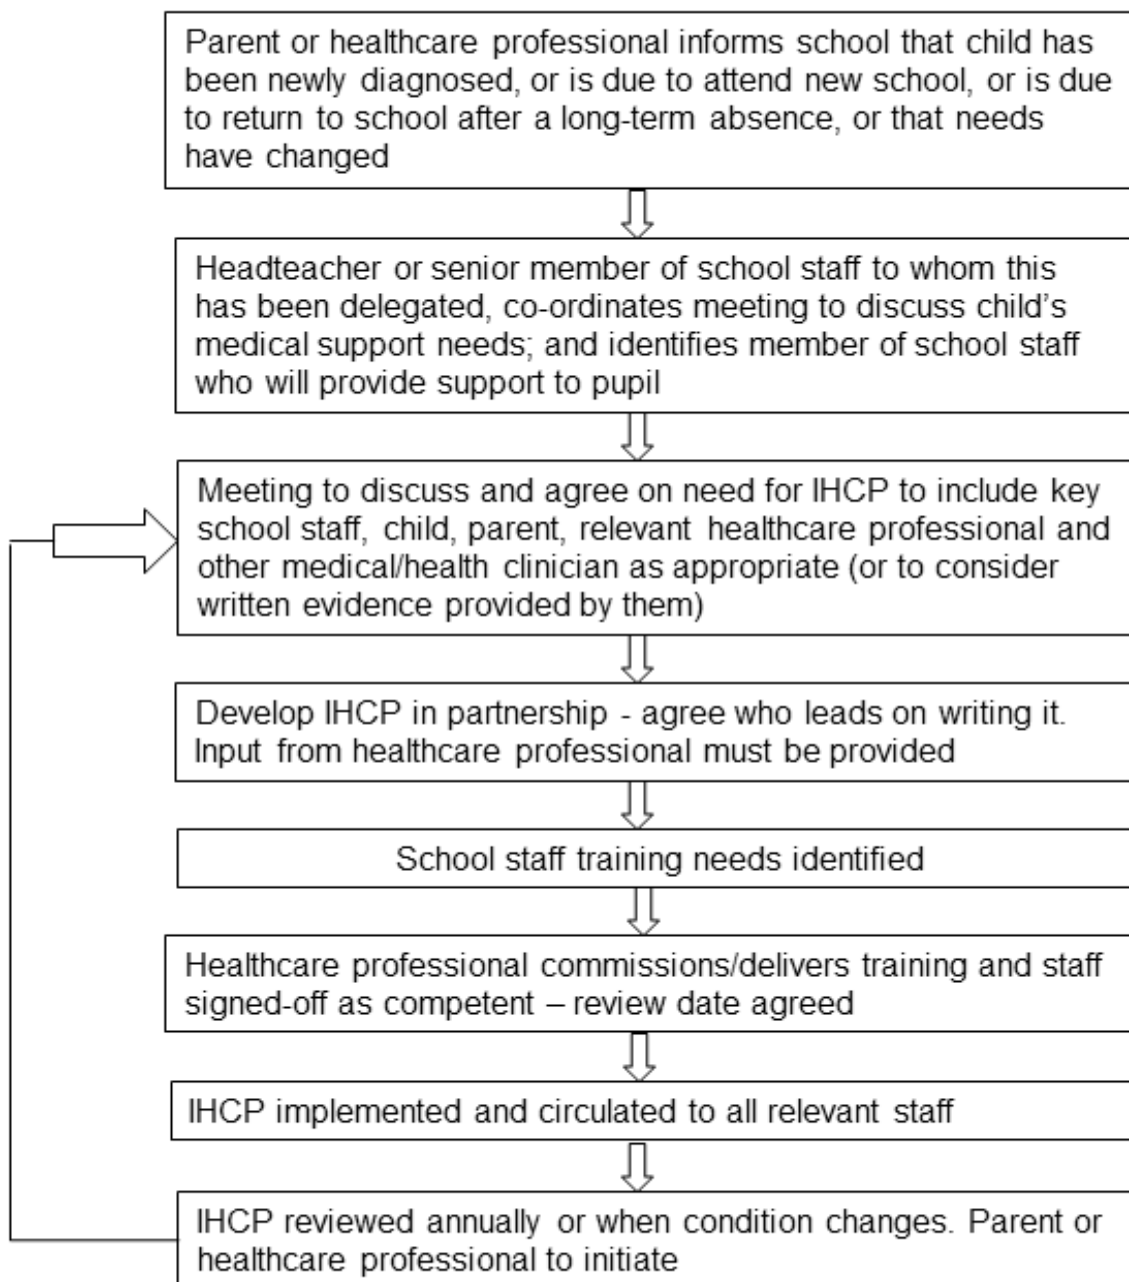 Parent or healthcare professional informs school that child has
been newly diagnosed, or is due to attend new school, or is due
to return to school after a long-term absence, or that needs
have changed
Headteacher or senior member of school staff to whom this
has been delegated, co-ordinates meeting to discuss child’s
medical support needs; and identifies member of school staff
who will provide support to pupil
Meeting to discuss and agree on need for IHCP to include key
school staff, child, parent, relevant healthcare professional and
other medical/health clinician as appropriate (or to consider
written evidence provided by them)
Develop IHCP in partnership - agree who leads on writing it.
Input from healthcare professional must be provided
School staff training needs identified
Healthcare professional commissions/delivers training and staff
signed-off as competent – review date agreed
IHCP implemented and circulated to all relevant staff
IHCP reviewed annually or when condition changes. Parent or
healthcare professional to initiate